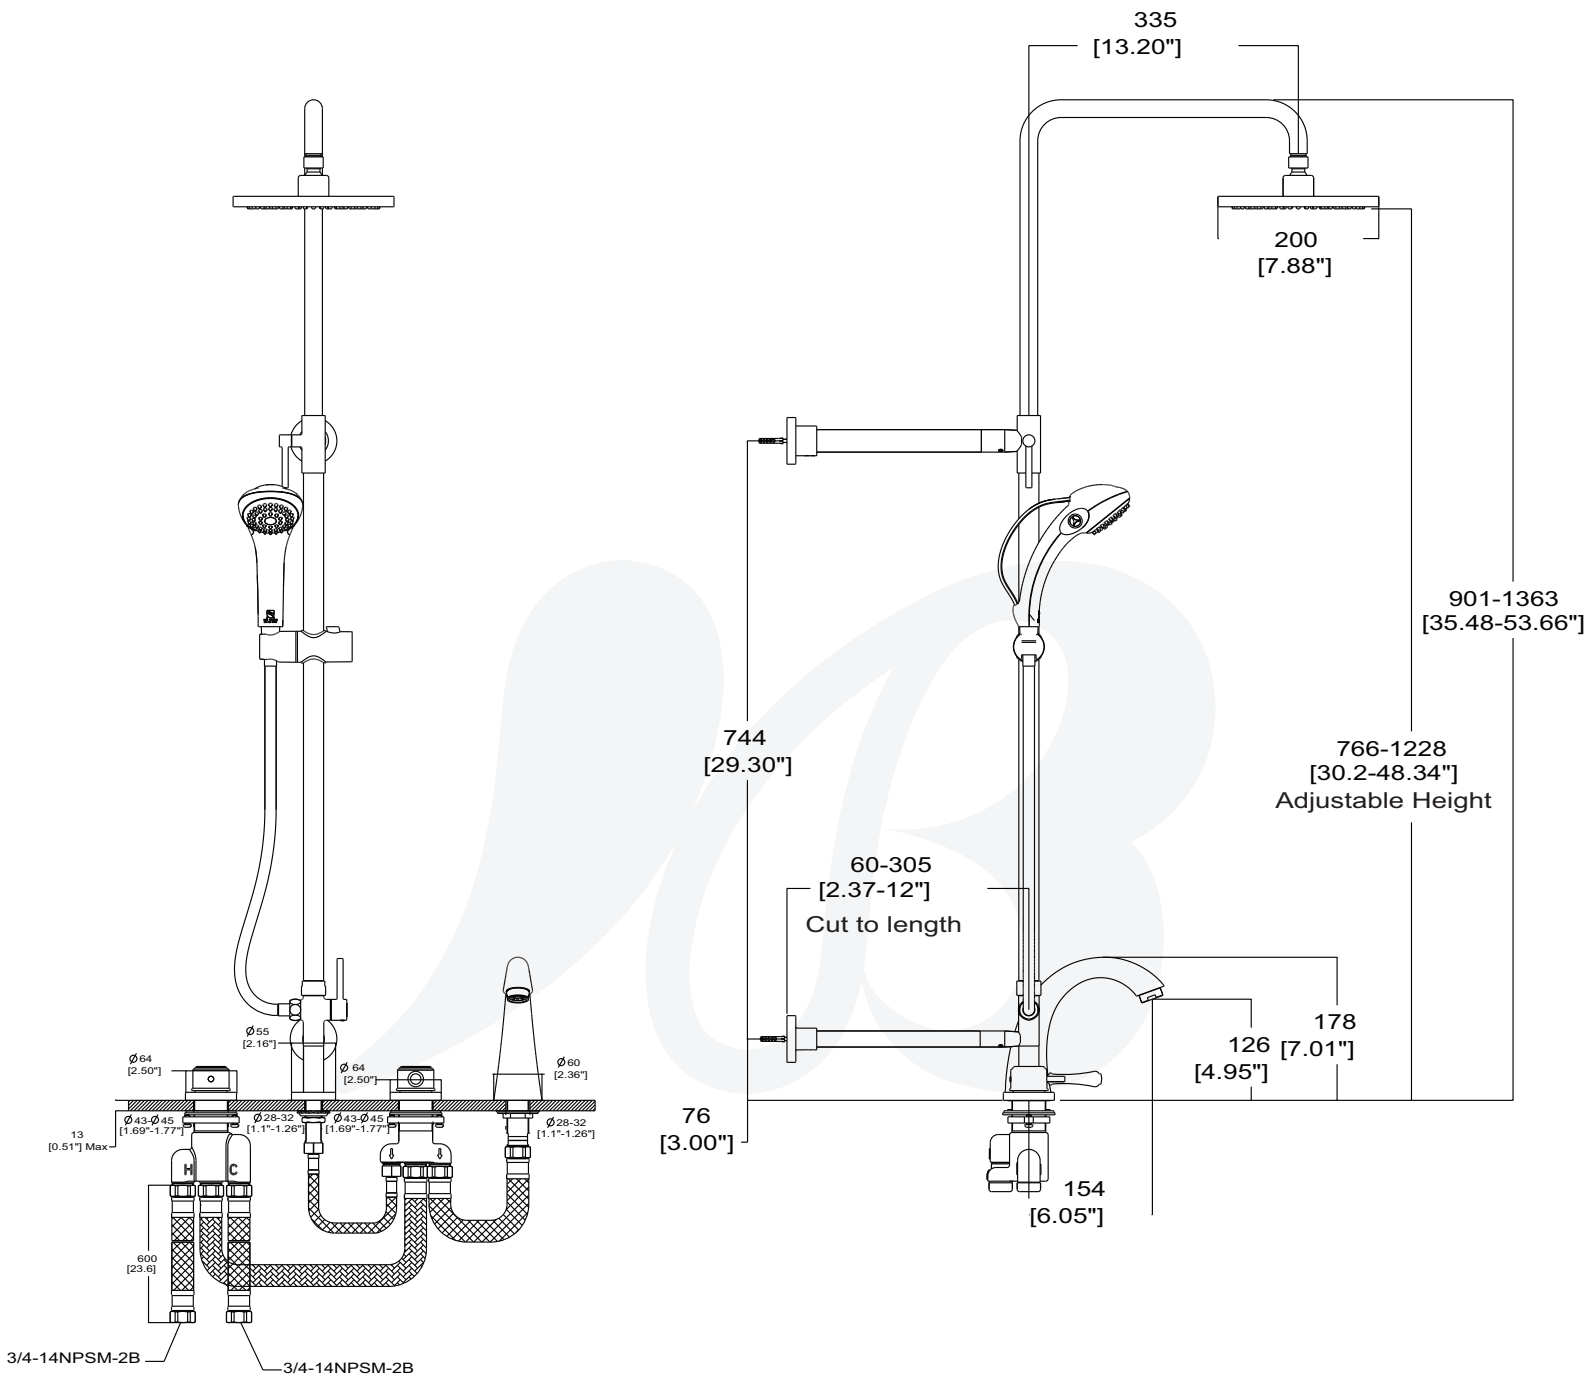 335
[13.20"]
200
[7.88"]
901-1363
[35.48-53.66"]
744
[29.30"]
766-1228
[30.2-48.34"]
Adjustable Height
60-305
[2.37-12"]
Cut to length
178
[7.01"]
126
[4.95"]
76
[3.00"]
154
[6.05"]
Ø55
[2.16"]
Ø64
[2.50"]
Ø 64
[2.50"]
Ø60
[2.36"]
Ø43-Ø45
[1.69"-1.77"]
Ø28-32
[1.1"-1.26"]
Ø43-Ø45
[1.69"-1.77"]
Ø28-32
[1.1"-1.26"]
13
[0.51"] Max
H C
600
[23.6]
3/4-14NPSM-2B
3/4-14NPSM-2B